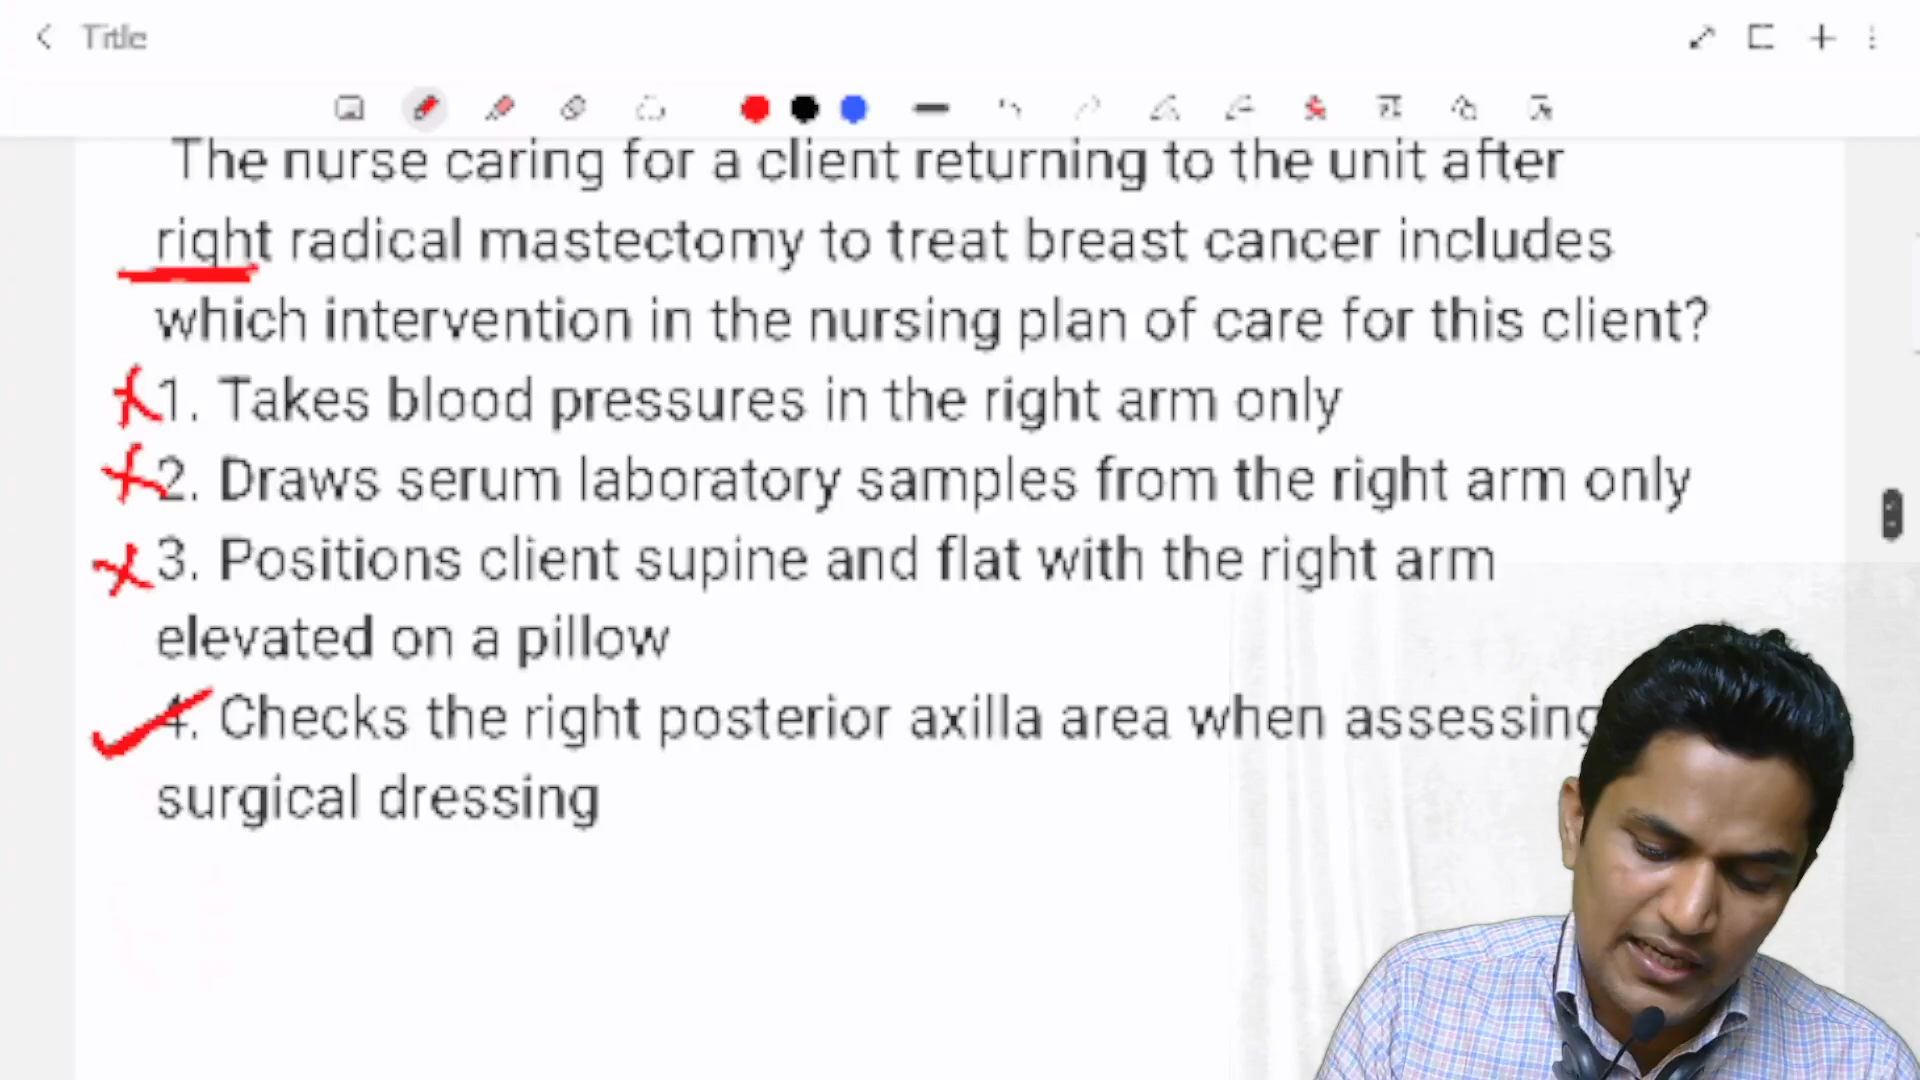 Title
The nurse caring for a client returning to the unit after
right radical mastectomy to treat breast cancer includes
which intervention in the nursing plan of care for this client?
1. Takes blood pressures in the right arm only
2. Draws serum laboratory samples from the right arm only
3. Positions client supine and flat with the right arm
elevated on a pillow
4. Checks the right posterior axilla area when assessing
surgical dressing